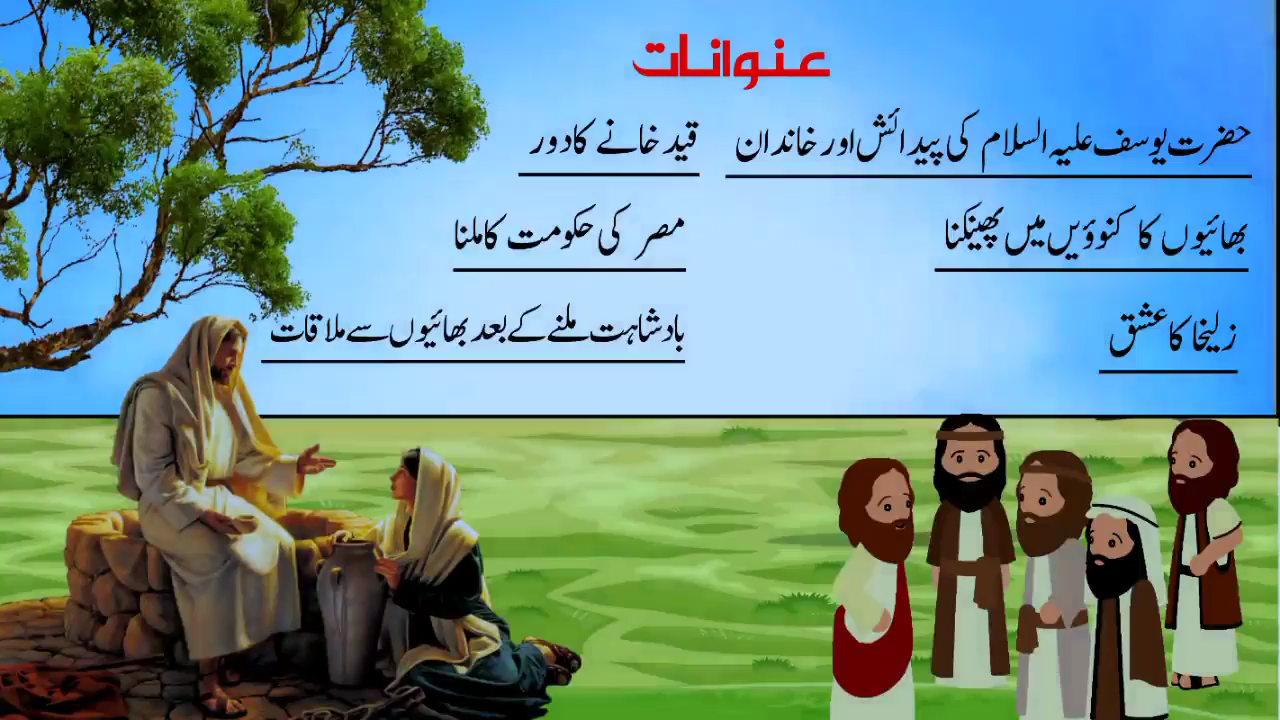 عنوانات
حضرت یوسف علیہ السلام کی پیدائش اور خاندان
بھائیوں کا کنوؤیں میں پھینکنا
زلیخا کا عشق
قید خانے کا دور
مصر کی حکومت کا ملنا
بادشاہت ملنے کے بعد بھائیوں سے ملاقات